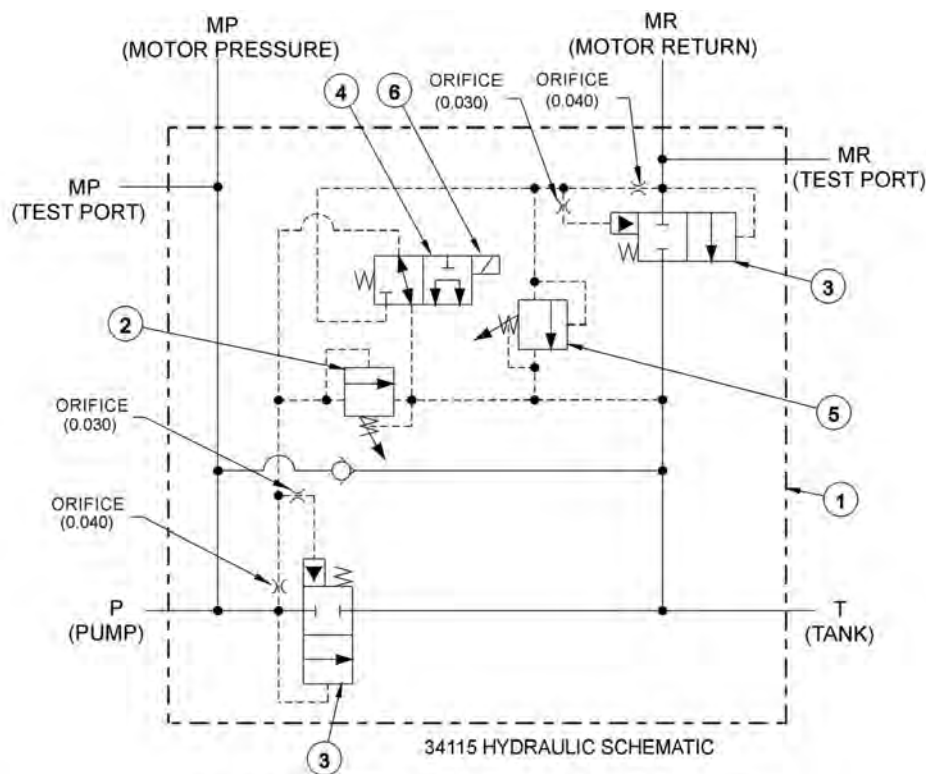 MP
(MOTOR PRESSURE)
MR
(MOTOR RETURN)
ORIFICE
(0.030)
ORIFICE
(0.040)
4
6
MP
(TEST PORT)
MR
(TEST PORT)
3
2
5
ORIFICE
(0.030)
1
ORIFICE
(0.040)
P
(PUMP)
T
(TANK)
3
34115 HYDRAULIC SCHEMATIC